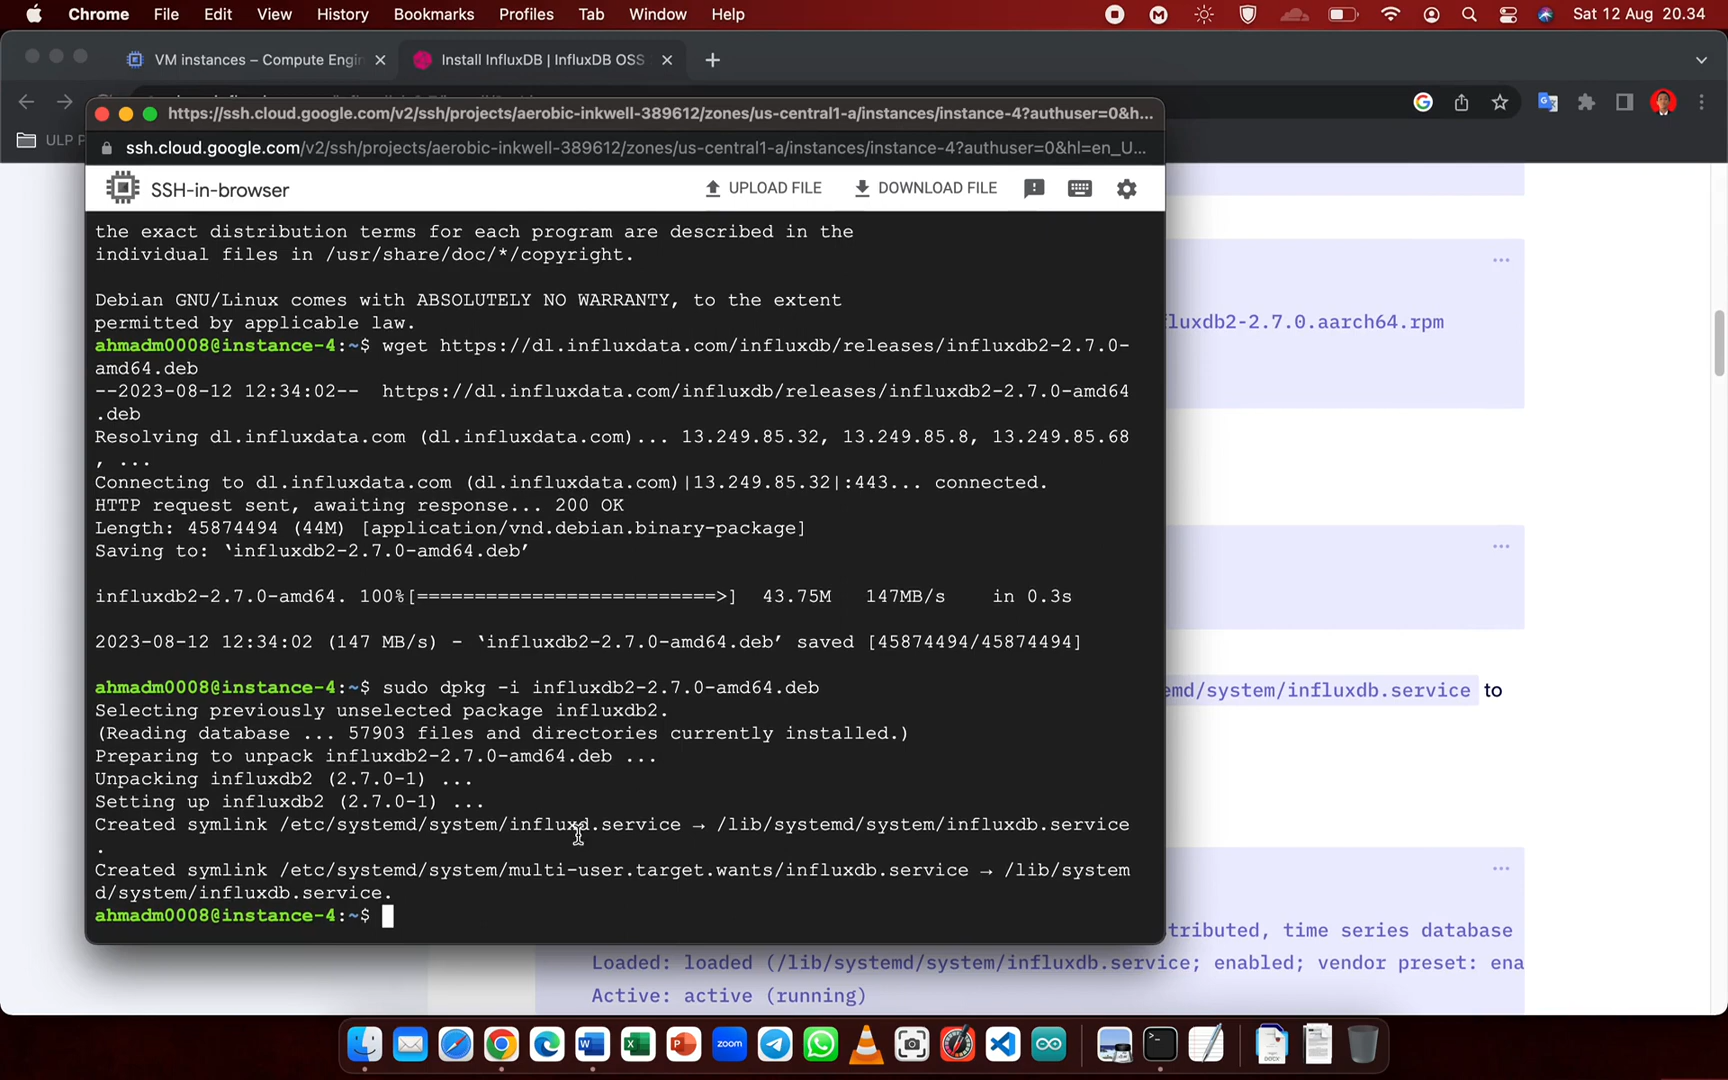 Chrome File Edit View History Bookmarks Profiles Tab Window Help Sat 12 Aug 20.34
VM instances – Compute Engin
Install InfluxDB | InfluxDB OSS
https://ssh.cloud.google.com/v2/ssh/projects/aerobic-inkwell-389612/zones/us-central1-a/instances/instance-4?authuser=0&h...
ULP P
ssh.cloud.google.com/v2/ssh/projects/aerobic-inkwell-389612/zones/us-central1-a/instances/instance-4?authuser=0&hl=en_U...
SSH-in-browser
UPLOAD FILE
DOWNLOAD FILE
the exact distribution terms for each program are described in the
individual files in /usr/share/doc/*/copyright.
Debian GNU/Linux comes with ABSOLUTELY NO WARRANTY, to the extent
permitted by applicable law.
ahmadm0008@instance-4:~$ wget https://dl.influxdata.com/influxdb/releases/influxdb2-2.7.0-
amd64.deb
--2023-08-12 12:34:02-- https://dl.influxdata.com/influxdb/releases/influxdb2-2.7.0-amd64
.deb
Resolving dl.influxdata.com (dl.influxdata.com)... 13.249.85.32, 13.249.85.8, 13.249.85.68
, ...
Connecting to dl.influxdata.com (dl.influxdata.com)|13.249.85.32|:443... connected.
HTTP request sent, awaiting response... 200 OK
Length: 45874494 (44M) [application/vnd.debian.binary-package]
Saving to: ‘influxdb2-2.7.0-amd64.deb’
influxdb2-2.7.0-amd64. 100%[==========================>] 43.75M 147MB/s in 0.3s
2023-08-12 12:34:02 (147 MB/s) - ‘influxdb2-2.7.0-amd64.deb’ saved [45874494/45874494]
ahmadm0008@instance-4:~$ sudo dpkg -i influxdb2-2.7.0-amd64.deb
Selecting previously unselected package influxdb2.
(Reading database ... 57903 files and directories currently installed.)
Preparing to unpack influxdb2-2.7.0-amd64.deb ...
Unpacking influxdb2 (2.7.0-1) ...
Setting up influxdb2 (2.7.0-1) ...
Created symlink /etc/systemd/system/influxd.service → /lib/systemd/system/influxdb.service
.
Created symlink /etc/systemd/system/multi-user.target.wants/influxdb.service → /lib/system
d/system/influxdb.service.
ahmadm0008@instance-4:~$
fluxdb2-2.7.0.aarch64.rpm
emd/system/influxdb.service to
tributed, time series database
Loaded: loaded (/lib/systemd/system/influxdb.service; enabled; vendor preset: ena
Active: active (running)
zoom